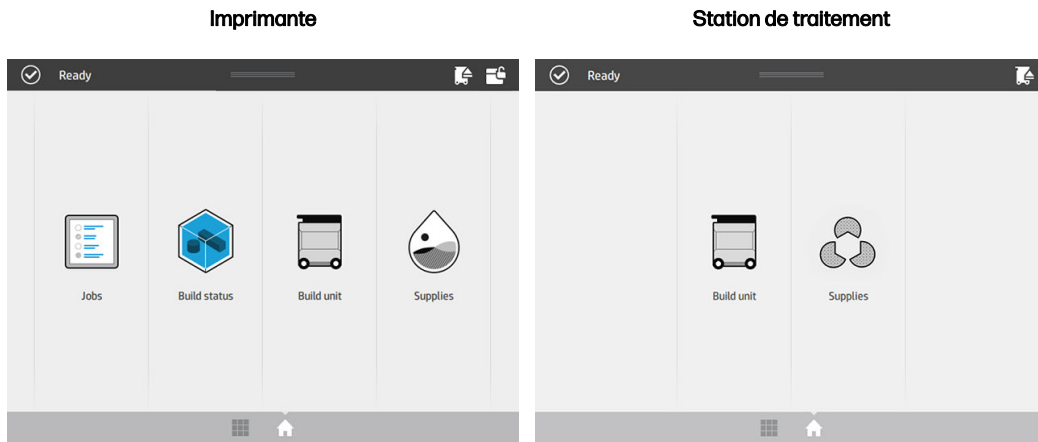 Imprimante
Station de traitement
Ready
Ready
Jobs
Build status
Build unit
Supplies
Build unit
Supplies